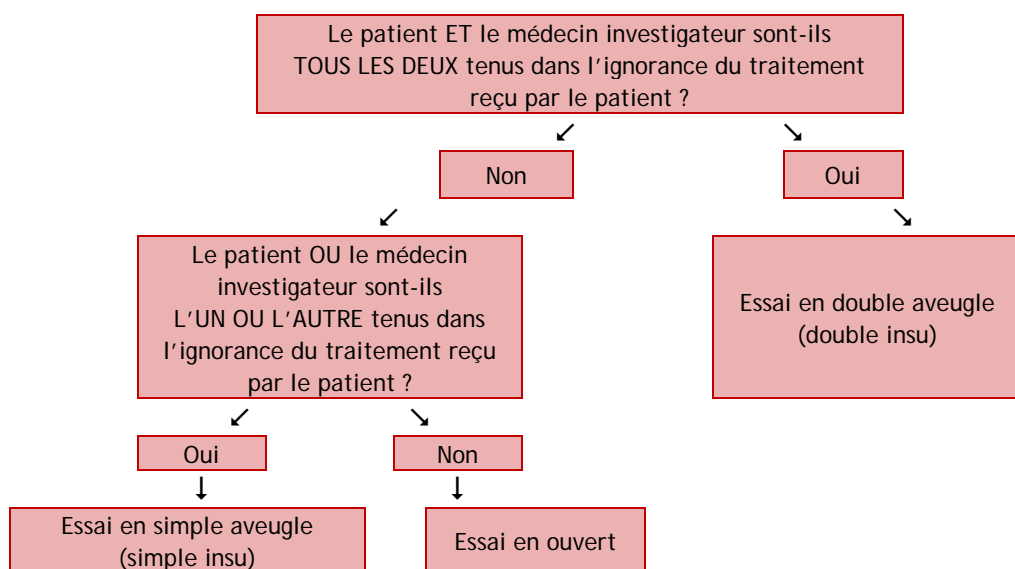 Le patient ET le médecin investigateur sont-ils
TOUS LES DEUX tenus dans l’ignorance du traitement
reçu par le patient ?
Non
Oui
Le patient OU le médecin
investigateur sont-ils
L’UN OU L’AUTRE tenus dans
l’ignorance du traitement reçu
par le patient ?
Essai en double aveugle
(double insu)
Oui
Non
Essai en simple aveugle
(simple insu)
Essai en ouvert